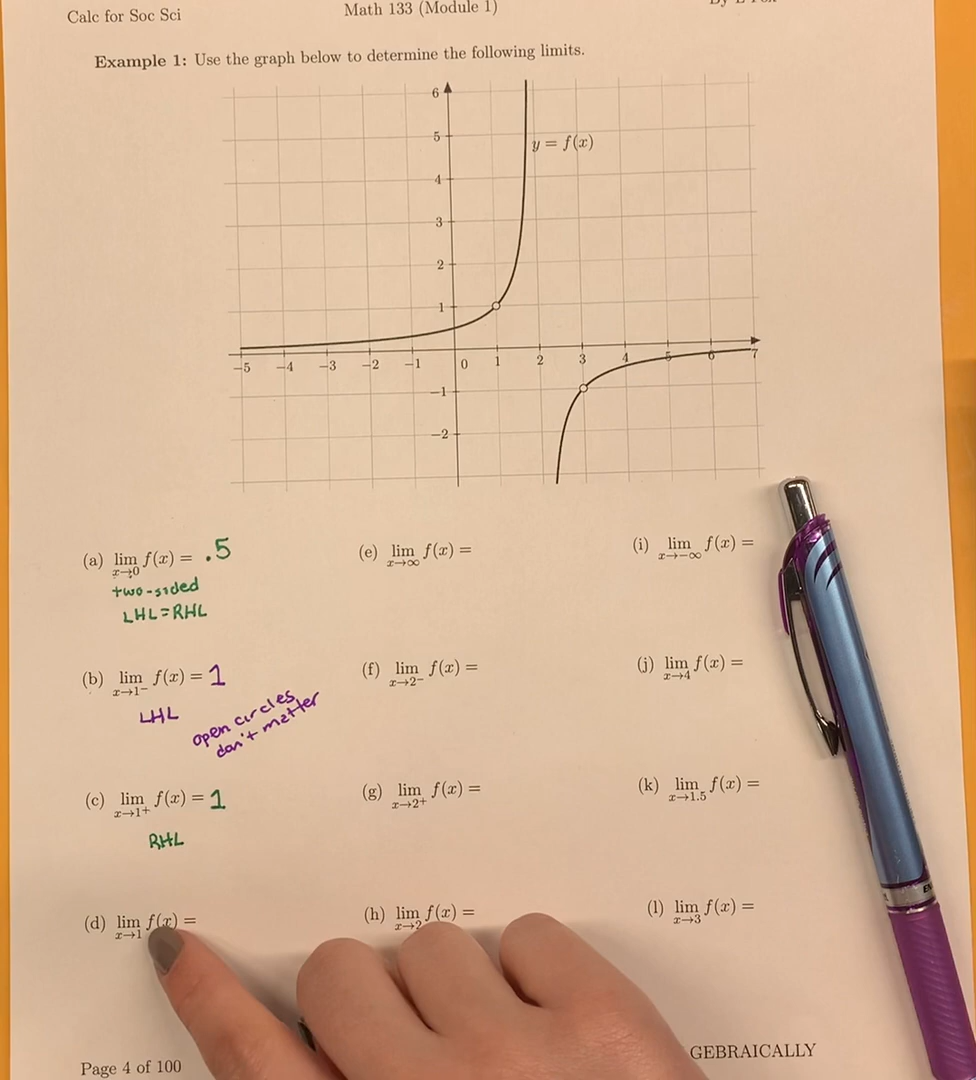 Calc for Soc Sci
Math 133 (Module 1)
Example 1: Use the graph below to determine the following limits.
6
5
4
3
2
1
−1
−2
y = f(x)
−5 −4 −3 −2 −1 0 1 2 3 4 5 6 7
(a) lim x→0 f(x) = .5
two-sided
LHL=RHL
(b) lim x→1⁻ f(x) = 1
LHL
open circles
don't matter
(c) lim x→1⁺ f(x) = 1
RHL
(d) lim x→1 f(x) =
(e) lim x→∞ f(x) =
(f) lim x→2⁻ f(x) =
(g) lim x→2⁺ f(x) =
(h) lim x→2 f(x) =
(i) lim x→−∞ f(x) =
(j) lim x→4 f(x) =
(k) lim x→1.5 f(x) =
(l) lim x→3 f(x) =
Page 4 of 100
GEBRAICALLY